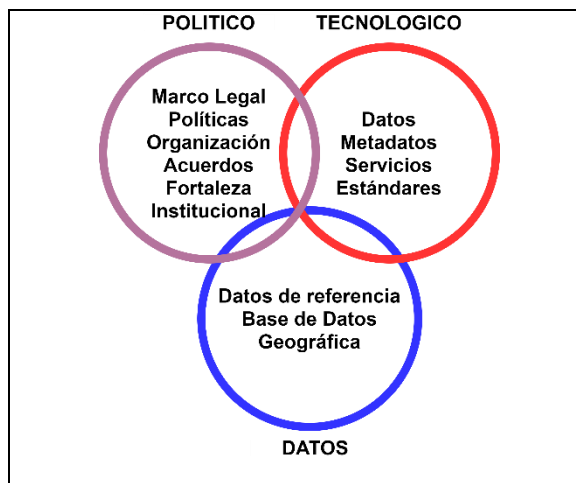 POLITICO
TECNOLOGICO
Marco Legal
Políticas
Organización
Acuerdos
Fortaleza
Institucional
Datos
Metadatos
Servicios
Estándares
Datos de referencia
Base de Datos
Geográfica
DATOS